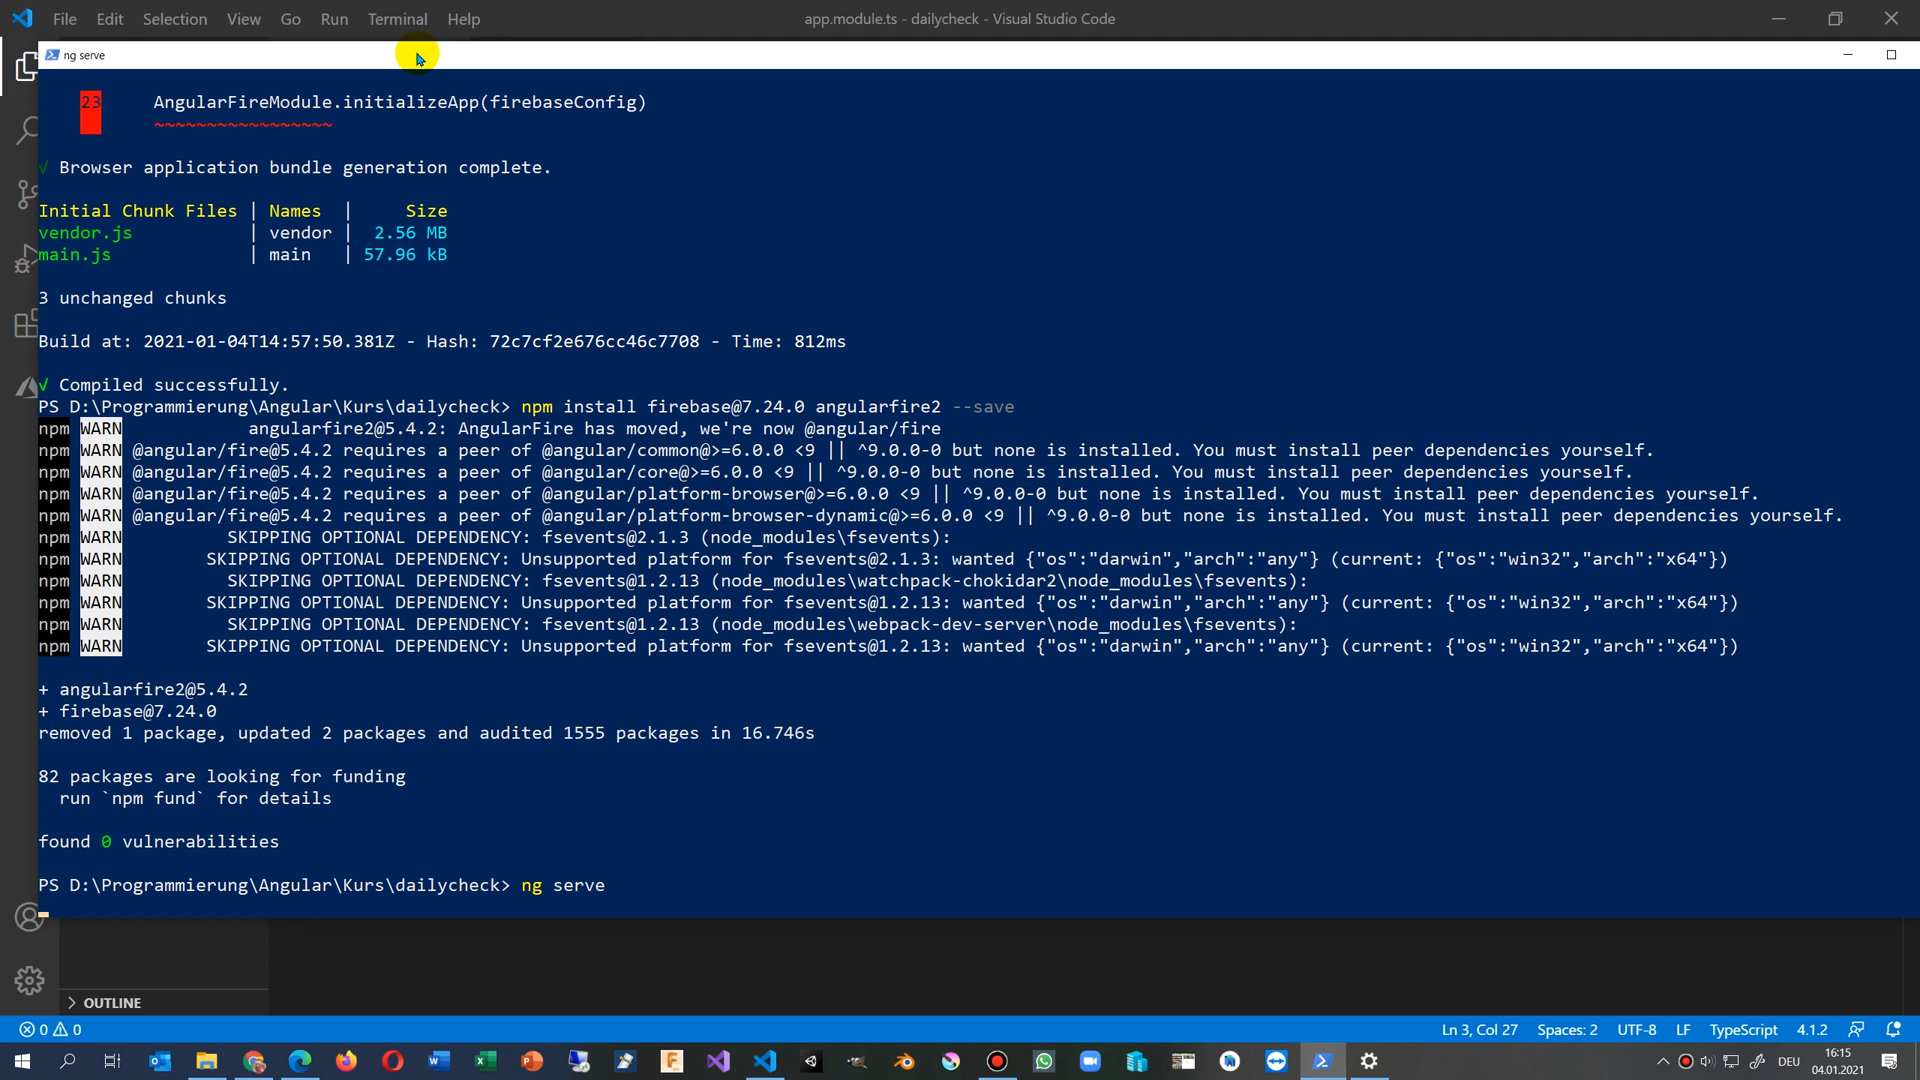 File Edit Selection View Go Run Terminal Help app.module.ts - dailycheck - Visual Studio Code
ng serve
23 AngularFireModule.initializeApp(firebaseConfig)
~~~~~~~~~~~~~~~~~
√ Browser application bundle generation complete.
Initial Chunk Files | Names | Size
vendor.js | vendor | 2.56 MB
main.js | main | 57.96 kB
3 unchanged chunks
Build at: 2021-01-04T14:57:50.381Z - Hash: 72c7cf2e676cc46c7708 - Time: 812ms
√ Compiled successfully.
PS D:\Programmierung\Angular\Kurs\dailycheck> npm install firebase@7.24.0 angularfire2 --save
npm WARN angularfire2@5.4.2: AngularFire has moved, we're now @angular/fire
npm WARN @angular/fire@5.4.2 requires a peer of @angular/common@>=6.0.0 <9 || ^9.0.0-0 but none is installed. You must install peer dependencies yourself.
npm WARN @angular/fire@5.4.2 requires a peer of @angular/core@>=6.0.0 <9 || ^9.0.0-0 but none is installed. You must install peer dependencies yourself.
npm WARN @angular/fire@5.4.2 requires a peer of @angular/platform-browser@>=6.0.0 <9 || ^9.0.0-0 but none is installed. You must install peer dependencies yourself.
npm WARN @angular/fire@5.4.2 requires a peer of @angular/platform-browser-dynamic@>=6.0.0 <9 || ^9.0.0-0 but none is installed. You must install peer dependencies yourself.
npm WARN SKIPPING OPTIONAL DEPENDENCY: fsevents@2.1.3 (node_modules\fsevents):
npm WARN SKIPPING OPTIONAL DEPENDENCY: Unsupported platform for fsevents@2.1.3: wanted {"os":"darwin","arch":"any"} (current: {"os":"win32","arch":"x64"})
npm WARN SKIPPING OPTIONAL DEPENDENCY: fsevents@1.2.13 (node_modules\watchpack-chokidar2\node_modules\fsevents):
npm WARN SKIPPING OPTIONAL DEPENDENCY: Unsupported platform for fsevents@1.2.13: wanted {"os":"darwin","arch":"any"} (current: {"os":"win32","arch":"x64"})
npm WARN SKIPPING OPTIONAL DEPENDENCY: fsevents@1.2.13 (node_modules\webpack-dev-server\node_modules\fsevents):
npm WARN SKIPPING OPTIONAL DEPENDENCY: Unsupported platform for fsevents@1.2.13: wanted {"os":"darwin","arch":"any"} (current: {"os":"win32","arch":"x64"})
+ angularfire2@5.4.2
+ firebase@7.24.0
removed 1 package, updated 2 packages and audited 1555 packages in 16.746s
82 packages are looking for funding
run `npm fund` for details
found 0 vulnerabilities
PS D:\Programmierung\Angular\Kurs\dailycheck> ng serve
OUTLINE
0 0 Ln 3, Col 27 Spaces: 2 UTF-8 LF TypeScript 4.1.2
DEU 16:15
04.01.2021